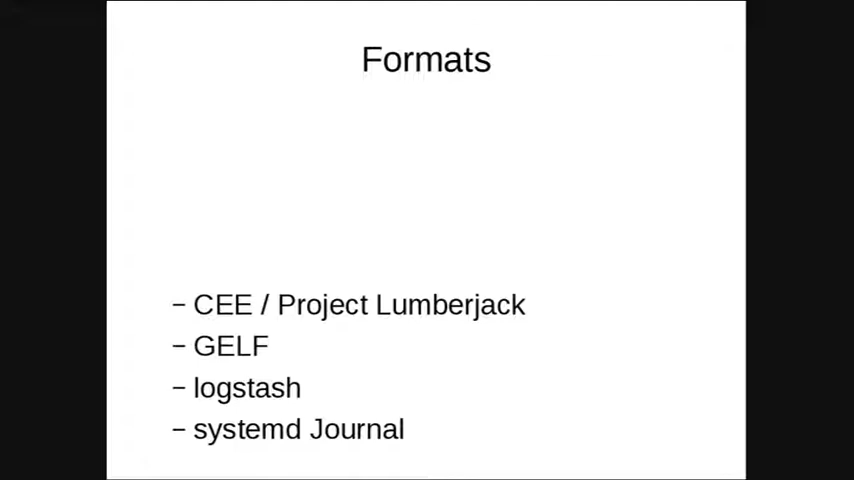 Formats
– CEE / Project Lumberjack
– GELF
– logstash
– systemd Journal